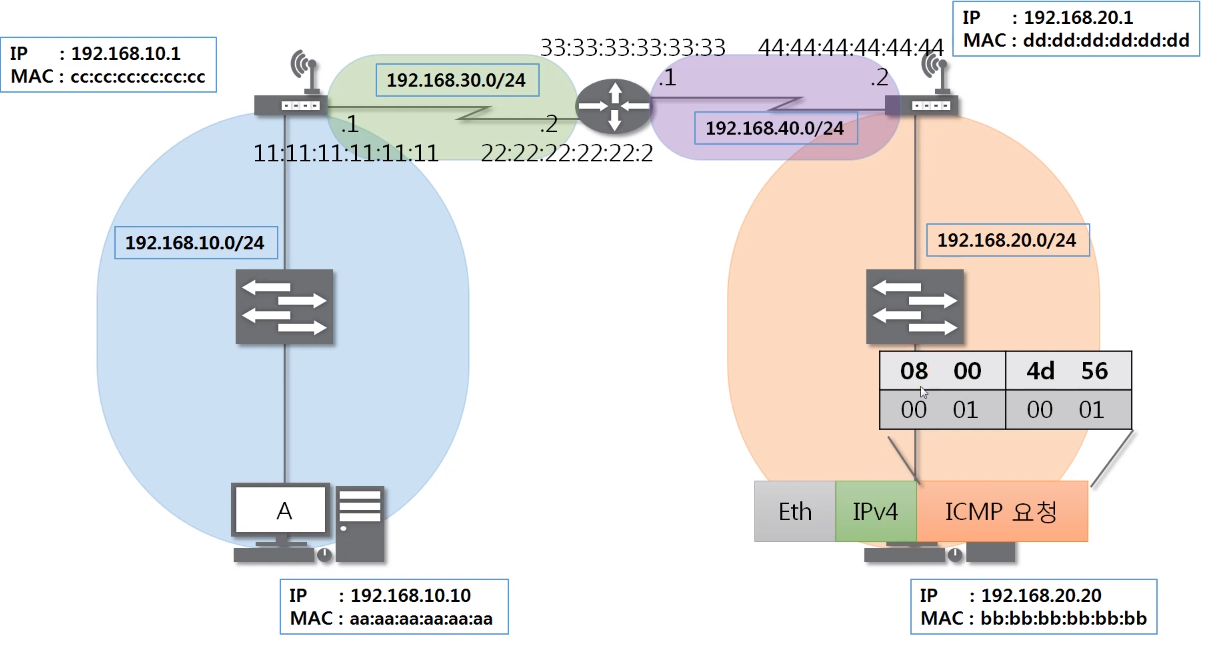 IP : 192.168.10.1
MAC : cc:cc:cc:cc:cc:cc
IP : 192.168.20.1
MAC : dd:dd:dd:dd:dd:dd
33:33:33:33:33:33
44:44:44:44:44:44
192.168.30.0/24
.1
.2
192.168.40.0/24
.1
.2
11:11:11:11:11:11
22:22:22:22:22:2
192.168.10.0/24
192.168.20.0/24
08 00 4d 56
00 01 00 01
A
Eth
IPv4
ICMP 요청
IP : 192.168.10.10
MAC : aa:aa:aa:aa:aa:aa
IP : 192.168.20.20
MAC : bb:bb:bb:bb:bb:bb